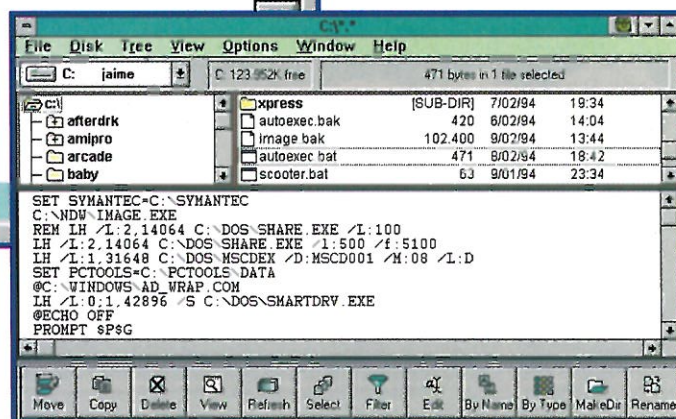 C:\*.*
File Disk Tree View Options Window Help
C: jaime C: 123.952K free 471 bytes in 1 file selected
C:\
afterdrk
amipro
arcade
baby
xpress [SUB-DIR] 7/02/94 19:34
autoexec.bak 420 6/02/94 14:04
image bak 102.400 9/02/94 13:44
autoexec bat 471 8/02/94 18:42
scooter.bat 63 9/01/94 23:34
SET SYMANTEC=C:\SYMANTEC
C:\NDW\IMAGE.EXE
REM LH /L:2,14064 C:\DOS\SHARE.EXE /L:100
LH /L:2,14064 C:\DOS\SHARE.EXE /l:500 /f:5100
LH /L:1,31648 C:\DOS\MSCDEX /D:MSCD001 /M:08 /L:D
SET PCTOOLS=C:\PCTOOLS\DATA
@C:\WINDOWS\AD_WRAP.COM
LH /L:0;1,42896 /S C:\DOS\SMARTDRV.EXE
@ECHO OFF
PROMPT $P$G
Move Copy Delete View Refresh Select Filter Edit By Name By Type MakeDir Rename